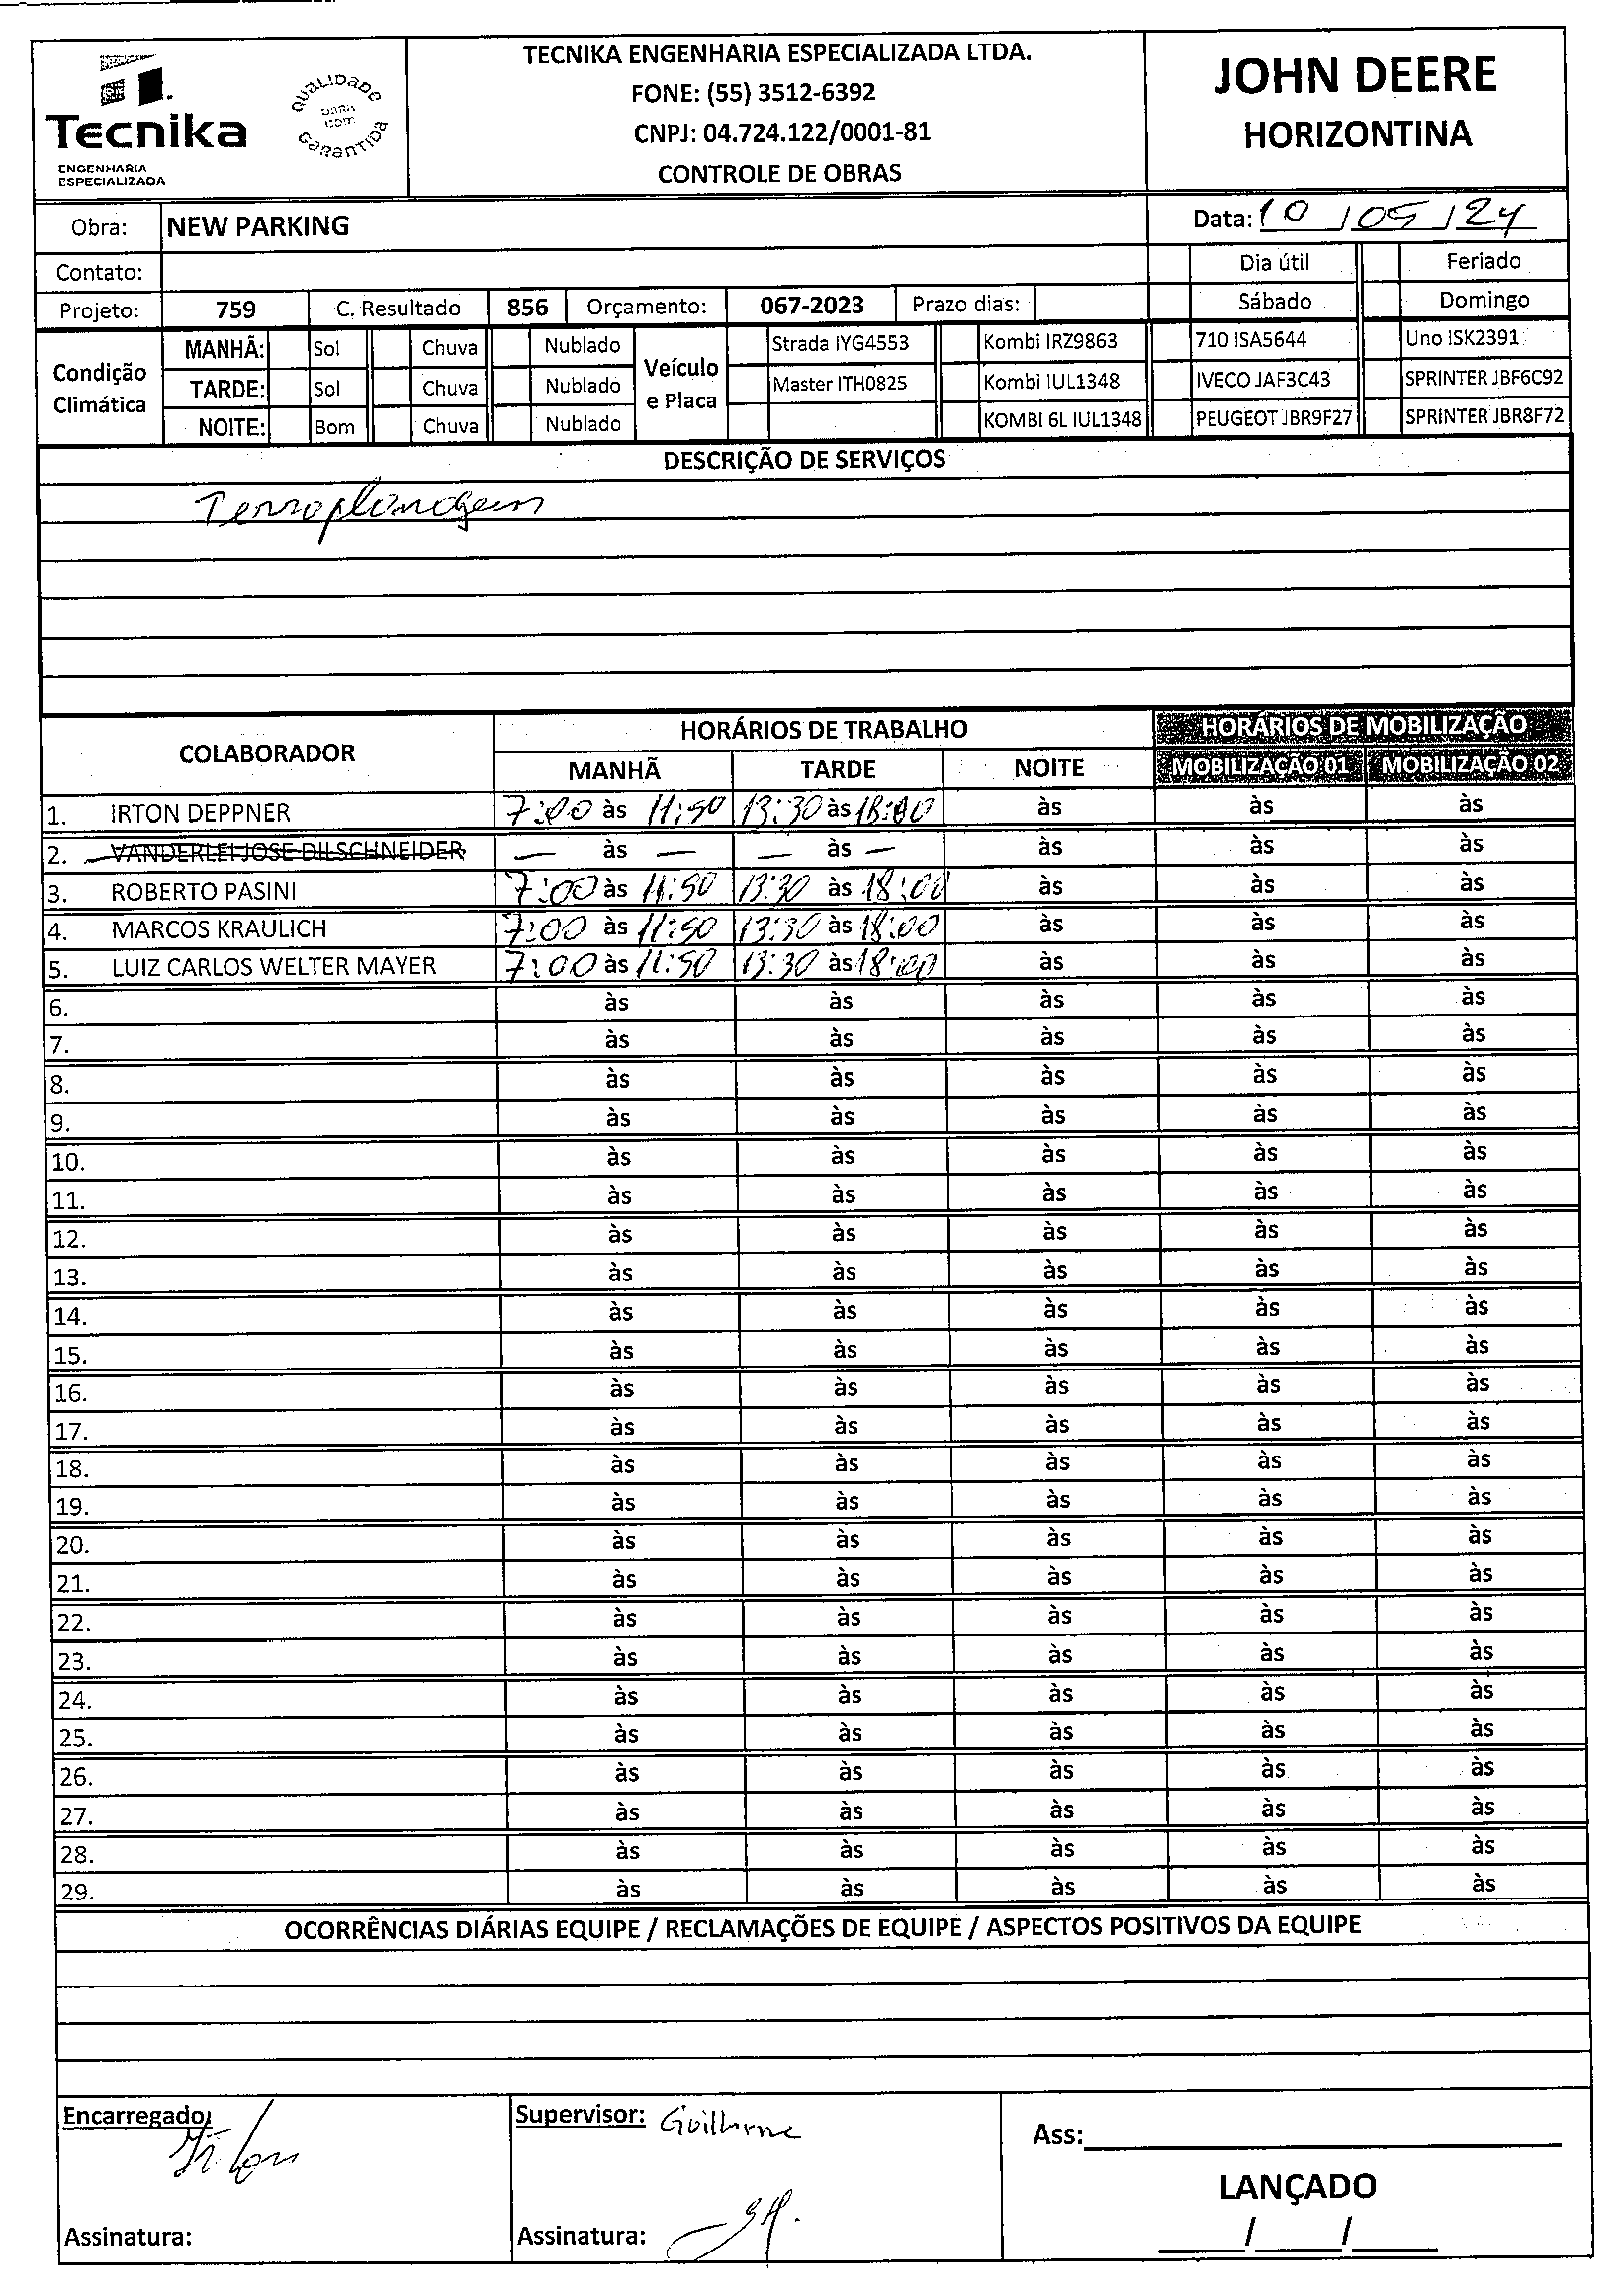 Tecnika
ENGENHARIA
ESPECIALIZADA
QUALIDADE
COM
GARANTIDA
TECNIKA ENGENHARIA ESPECIALIZADA LTDA.
FONE: (55) 3512-6392
CNPJ: 04.724.122/0001-81
CONTROLE DE OBRAS
JOHN DEERE
HORIZONTINA
Obra: NEW PARKING Data: 10/05/24
Contato: Dia útil Feriado
Projeto: 759 C. Resultado 856 Orçamento: 067-2023 Prazo dias: Sábado Domingo
Condição Climática
MANHÃ: Sol Chuva Nublado
TARDE: Sol Chuva Nublado
NOITE: Bom Chuva Nublado
Veículo e Placa
Strada IYG4553 Kombi IRZ9863 710 ISA5644 Uno ISK2391
Master ITH0825 Kombi IUL1348 IVECO JAF3C43 SPRINTER JBF6C92
KOMBI 6L IUL1348 PEUGEOT JBR9F27 SPRINTER JBR8F72
DESCRIÇÃO DE SERVIÇOS
Terraplanagem
COLABORADOR HORÁRIOS DE TRABALHO HORÁRIOS DE MOBILIZAÇÃO
MANHÃ TARDE NOITE MOBILIZAÇÃO 01 MOBILIZAÇÃO 02
1. IRTON DEPPNER 7:00 às 11:50 13:30 às 18:00 às às às
2. VANDERLEI JOSE DILSCHNEIDER — às — — às — às às às
3. ROBERTO PASINI 7:00 às 11:50 13:30 às 18:00 às às às
4. MARCOS KRAULICH 7:00 às 11:50 13:30 às 18:00 às às às
5. LUIZ CARLOS WELTER MAYER 7:00 às 11:50 13:30 às 18:00 às às às
6. às às às às às
7. às às às às às
8. às às às às às
9. às às às às às
10. às às às às às
11. às às às às às
12. às às às às às
13. às às às às às
14. às às às às às
15. às às às às às
16. às às às às às
17. às às às às às
18. às às às às às
19. às às às às às
20. às às às às às
21. às às às às às
22. às às às às às
23. às às às às às
24. às às às às às
25. às às às às às
26. às às às às às
27. às às às às às
28. às às às às às
29. às às às às às
OCORRÊNCIAS DIÁRIAS EQUIPE / RECLAMAÇÕES DE EQUIPE / ASPECTOS POSITIVOS DA EQUIPE
Encarregado:
Supervisor: Guilherme
Ass:
LANÇADO
Assinatura:
Assinatura:
/ /